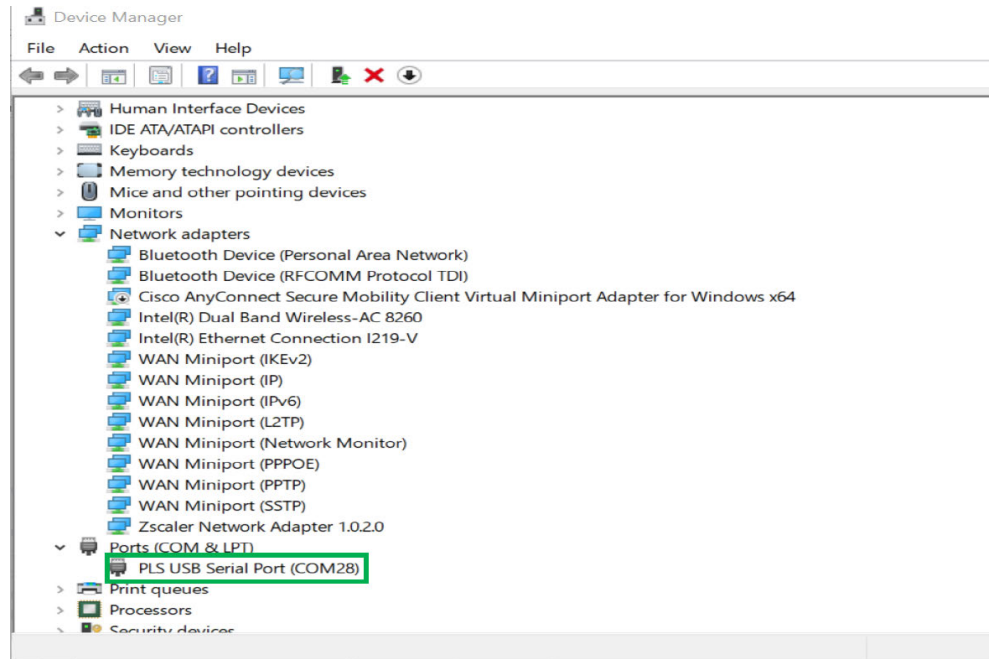 Device Manager
File Action View Help
Human Interface Devices
IDE ATA/ATAPI controllers
Keyboards
Memory technology devices
Mice and other pointing devices
Monitors
Network adapters
Bluetooth Device (Personal Area Network)
Bluetooth Device (RFCOMM Protocol TDI)
Cisco AnyConnect Secure Mobility Client Virtual Miniport Adapter for Windows x64
Intel(R) Dual Band Wireless-AC 8260
Intel(R) Ethernet Connection I219-V
WAN Miniport (IKEv2)
WAN Miniport (IP)
WAN Miniport (IPv6)
WAN Miniport (L2TP)
WAN Miniport (Network Monitor)
WAN Miniport (PPPOE)
WAN Miniport (PPTP)
WAN Miniport (SSTP)
Zscaler Network Adapter 1.0.2.0
Ports (COM & LPT)
PLS USB Serial Port (COM28)
Print queues
Processors
Security devices